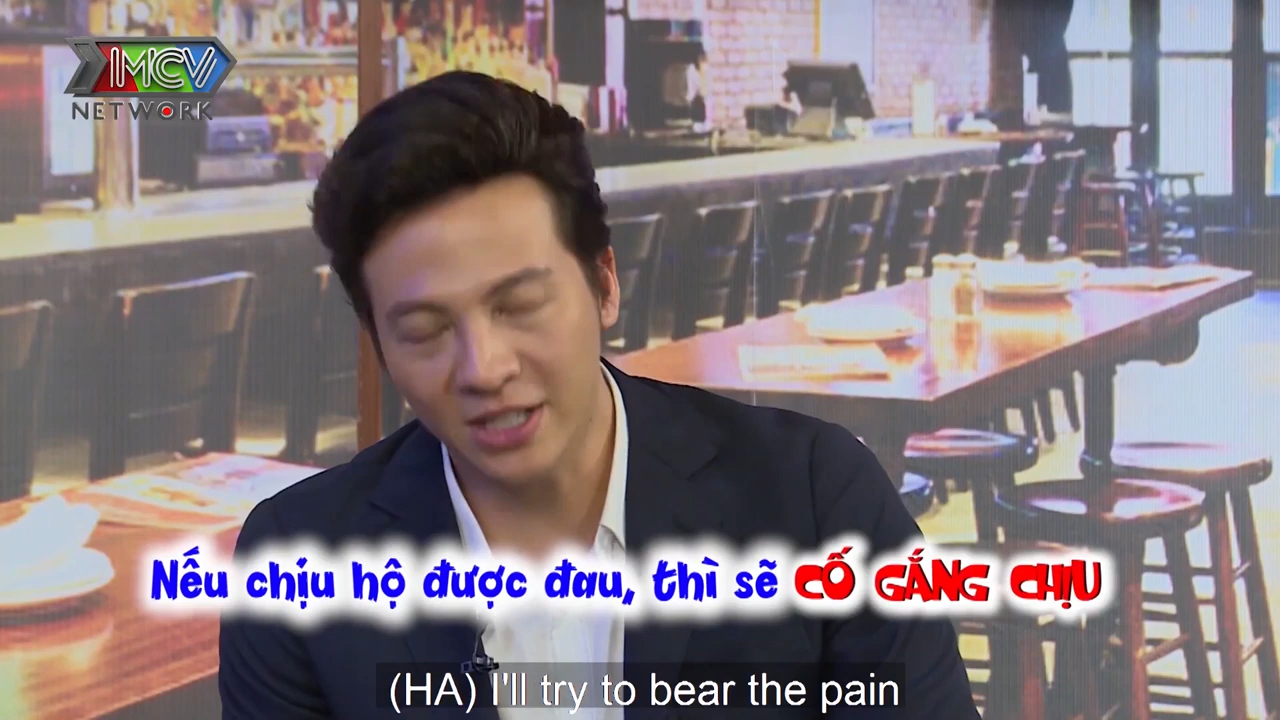 MCV
NETWORK
Nếu chịu hộ được đau, thì sẽ CỐ GẮNG CHỊU
(HA) I'll try to bear the pain